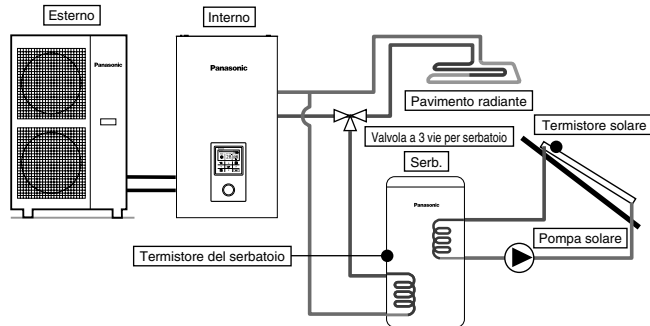 Esterno
Interno
Panasonic
Panasonic
Pavimento radiante
Termistore solare
Valvola a 3 vie per serbatoio
Serb.
Panasonic
Pompa solare
Termistore del serbatoio